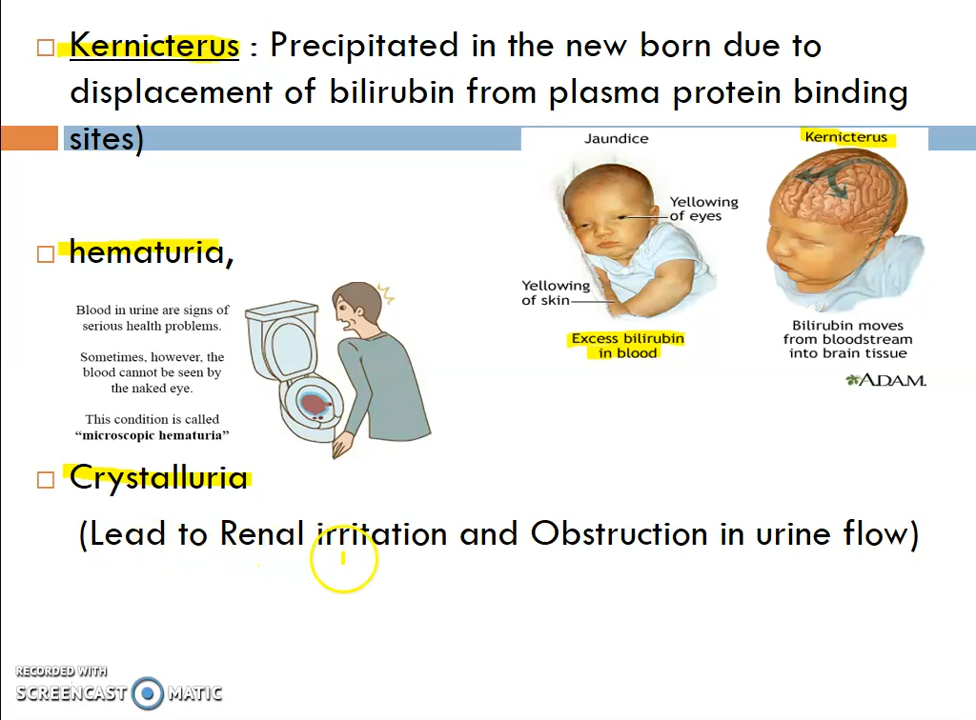 Kernicterus : Precipitated in the new born due to
displacement of bilirubin from plasma protein binding
sites)
Jaundice
Kernicterus
Yellowing
of eyes
Yellowing
of skin
Excess bilirubin
in blood
Bilirubin moves
from bloodstream
into brain tissue
ADAM.
hematuria,
Blood in urine are signs of
serious health problems.
Sometimes, however, the
blood cannot be seen by
the naked eye.
This condition is called
"microscopic hematuria"
Crystalluria
(Lead to Renal irritation and Obstruction in urine flow)
RECORDED WITH
SCREENCAST MATIC